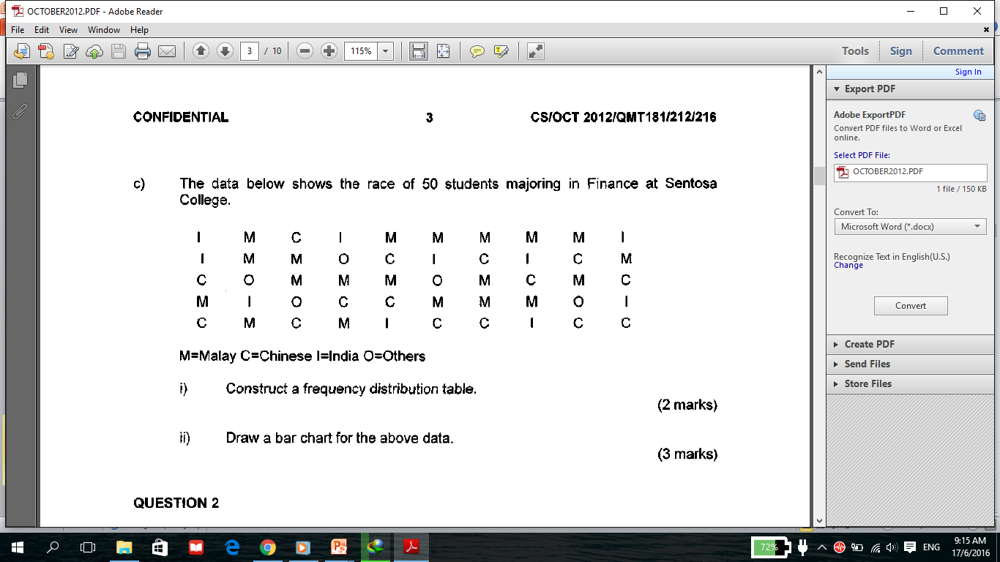 OCTOBER2012.PDF - Adobe Reader
File Edit View Window Help
3 / 10 115% Tools Sign Comment
Sign In
Export PDF
Adobe ExportPDF
Convert PDF files to Word or Excel
online.
Select PDF File:
OCTOBER2012.PDF
1 file / 150 KB
Convert To:
Microsoft Word (*.docx)
Recognize Text in English(U.S.)
Change
Convert
Create PDF
Send Files
Store Files
CONFIDENTIAL 3 CS/OCT 2012/QMT181/212/216
c) The data below shows the race of 50 students majoring in Finance at Sentosa
College.
I M C I M M M M M I
I M M O C I C I C M
C O M M M O M C M C
M I O C C M M M O I
C M C M I C C I C C
M=Malay C=Chinese I=India O=Others
i) Construct a frequency distribution table.
(2 marks)
ii) Draw a bar chart for the above data.
(3 marks)
QUESTION 2
72% ENG 9:15 AM
17/6/2016